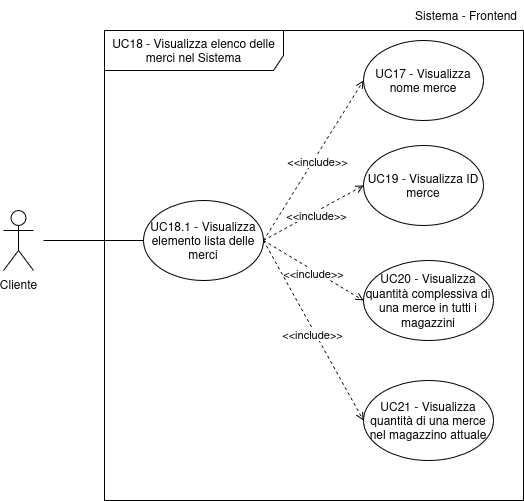 Sistema - Frontend
UC18 - Visualizza elenco delle
merci nel Sistema
UC17 - Visualizza
nome merce
<<include>>
UC19 - Visualizza ID
merce
<<include>>
UC18.1 - Visualizza
elemento lista delle
merci
Cliente
<<include>>
UC20 - Visualizza
quantità complessiva di
una merce in tutti i
magazzini
<<include>>
UC21 - Visualizza
quantità di una merce
nel magazzino attuale